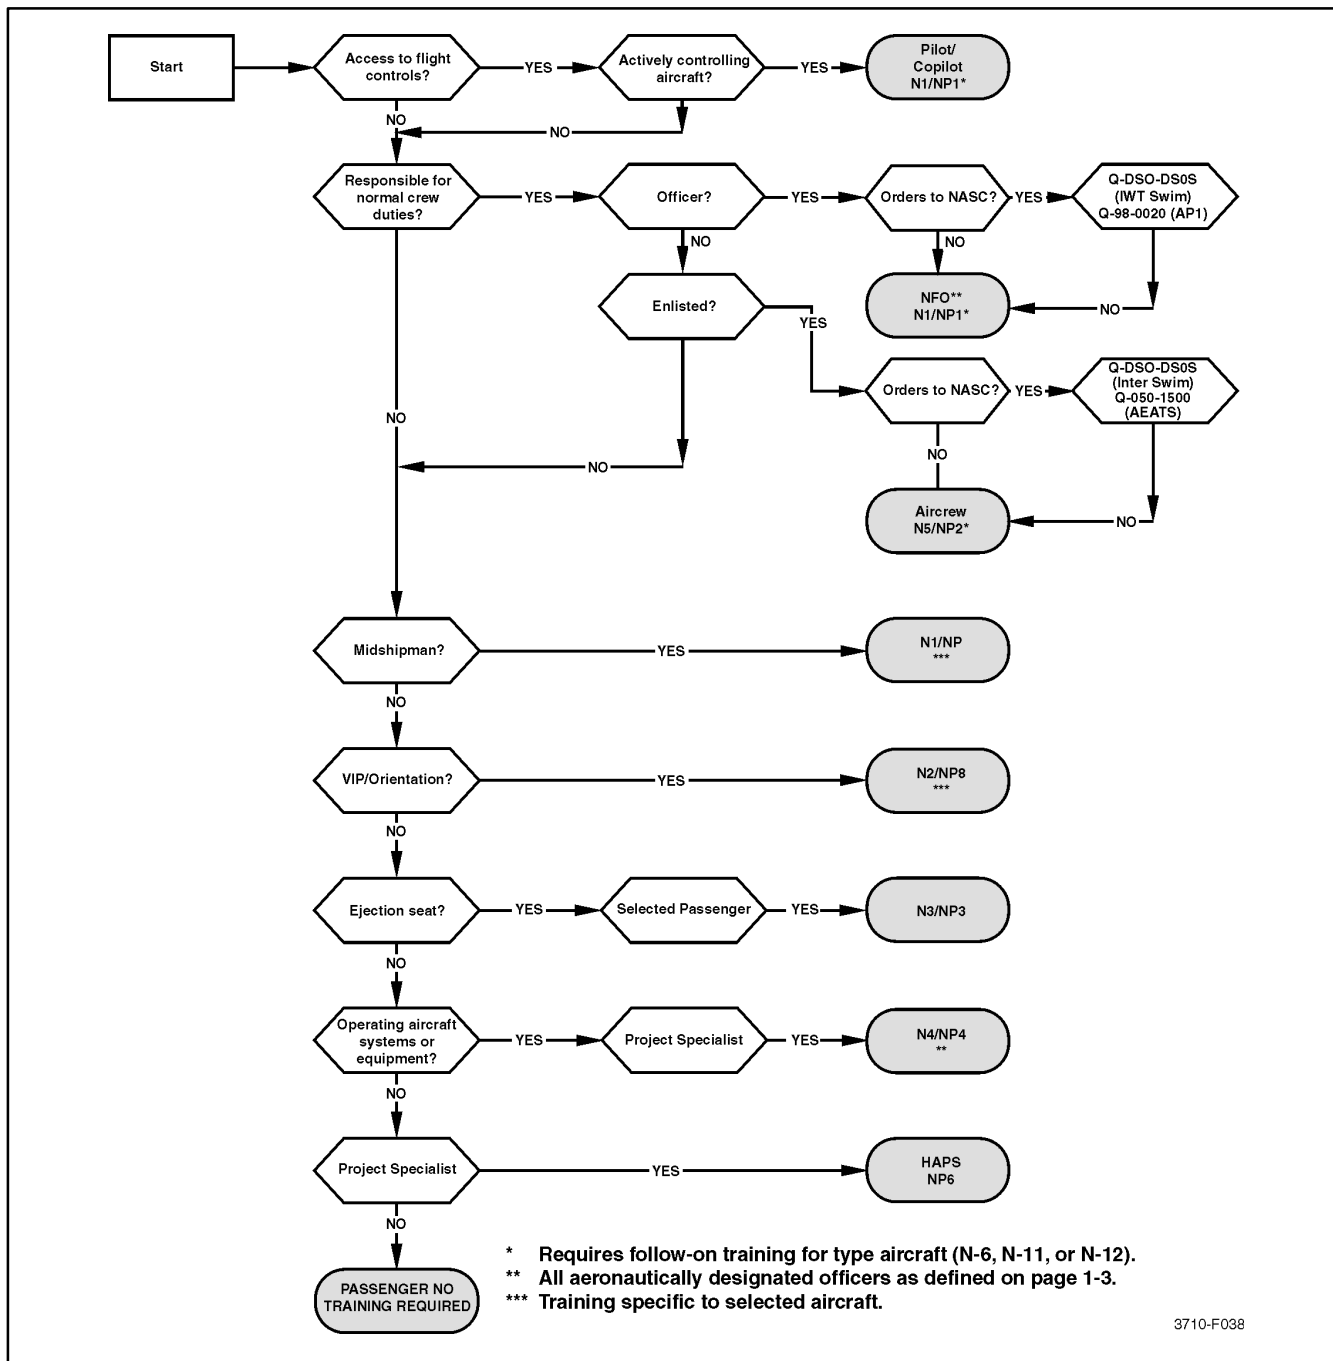 Start
Access to flight
controls?
YES
Actively controlling
aircraft?
YES
Pilot/
Copilot
N1/NP1*
NO
NO
Responsible for
normal crew
duties?
YES
Officer?
YES
Orders to NASC?
YES
Q-DSO-DS0S
(IWT Swim)
Q-98-0020 (AP1)
NO
NO
NFO**
N1/NP1*
NO
Enlisted?
YES
Orders to NASC?
YES
Q-DSO-DS0S
(Inter Swim)
Q-050-1500
(AEATS)
NO
NO
NO
Aircrew
N5/NP2*
NO
Midshipman?
YES
N1/NP
***
NO
VIP/Orientation?
YES
N2/NP8
***
NO
Ejection seat?
YES
Selected Passenger
YES
N3/NP3
NO
Operating aircraft
systems or
equipment?
YES
Project Specialist
YES
N4/NP4
**
NO
Project Specialist
YES
HAPS
NP6
NO
PASSENGER NO
TRAINING REQUIRED
* Requires follow-on training for type aircraft (N-6, N-11, or N-12).
** All aeronautically designated officers as defined on page 1-3.
*** Training specific to selected aircraft.
3710-F038